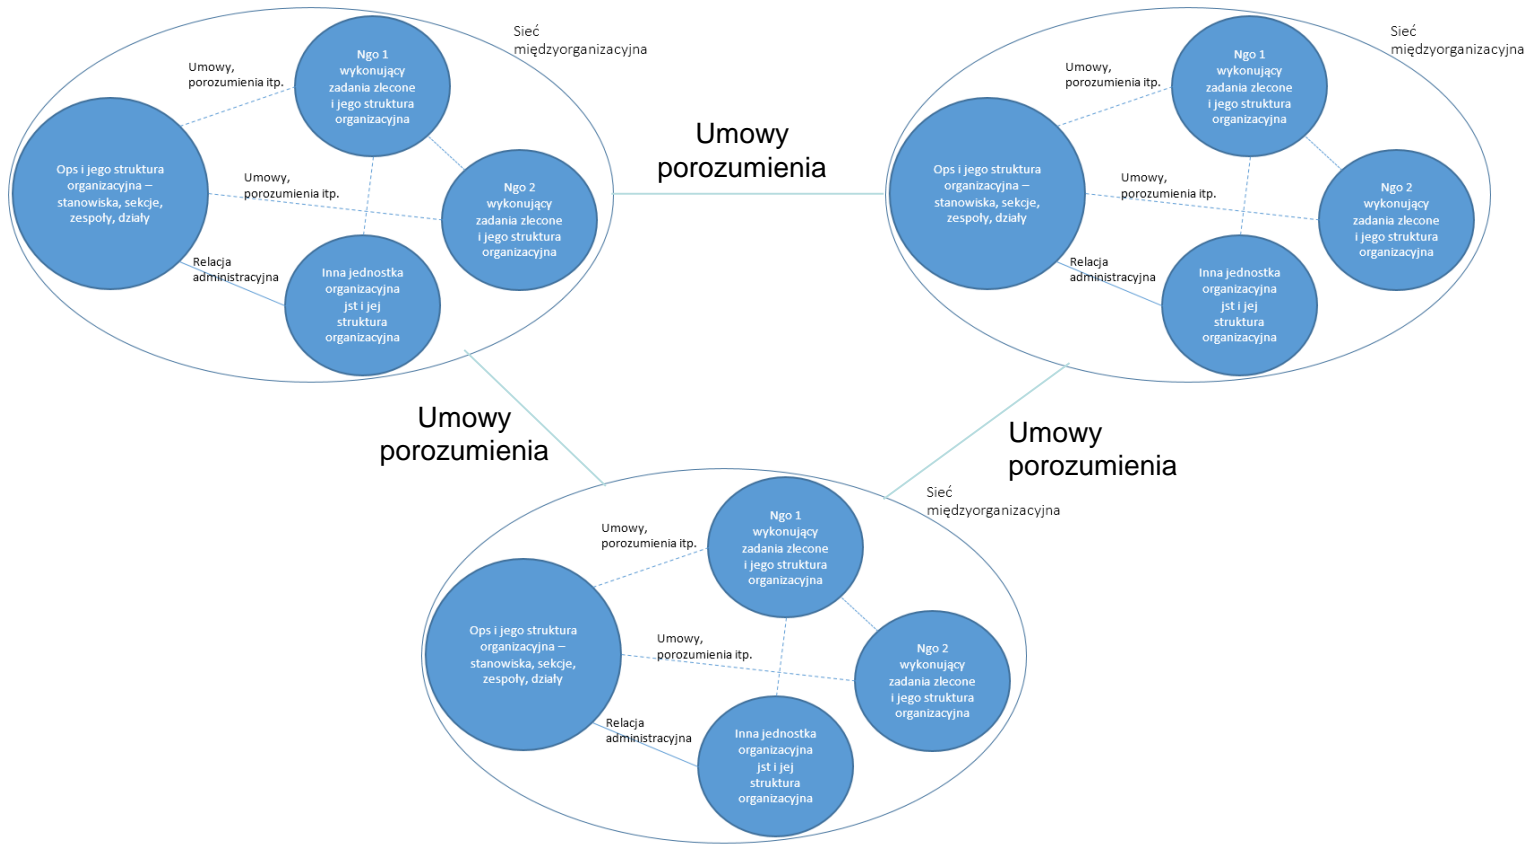 Sieć
międzyorganizacyjna
Ngo 1
wykonujący
zadania zlecone
i jego struktura
organizacyjna
Umowy,
porozumienia itp.
Ops i jego struktura
organizacyjna –
stanowiska, sekcje,
zespoły, działy
Umowy,
porozumienia itp.
Ngo 2
wykonujący
zadania zlecone
i jego struktura
organizacyjna
Relacja
administracyjna
Inna jednostka
organizacyjna
jst i jej
struktura
organizacyjna
Umowy
porozumienia
Sieć
międzyorganizacyjna
Ngo 1
wykonujący
zadania zlecone
i jego struktura
organizacyjna
Umowy,
porozumienia itp.
Ops i jego struktura
organizacyjna –
stanowiska, sekcje,
zespoły, działy
Umowy,
porozumienia itp.
Ngo 2
wykonujący
zadania zlecone
i jego struktura
organizacyjna
Relacja
administracyjna
Inna jednostka
organizacyjna
jst i jej
struktura
organizacyjna
Umowy
porozumienia
Umowy
porozumienia
Sieć
międzyorganizacyjna
Ngo 1
wykonujący
zadania zlecone
i jego struktura
organizacyjna
Umowy,
porozumienia itp.
Ops i jego struktura
organizacyjna –
stanowiska, sekcje,
zespoły, działy
Umowy,
porozumienia itp.
Ngo 2
wykonujący
zadania zlecone
i jego struktura
organizacyjna
Relacja
administracyjna
Inna jednostka
organizacyjna
jst i jej
struktura
organizacyjna